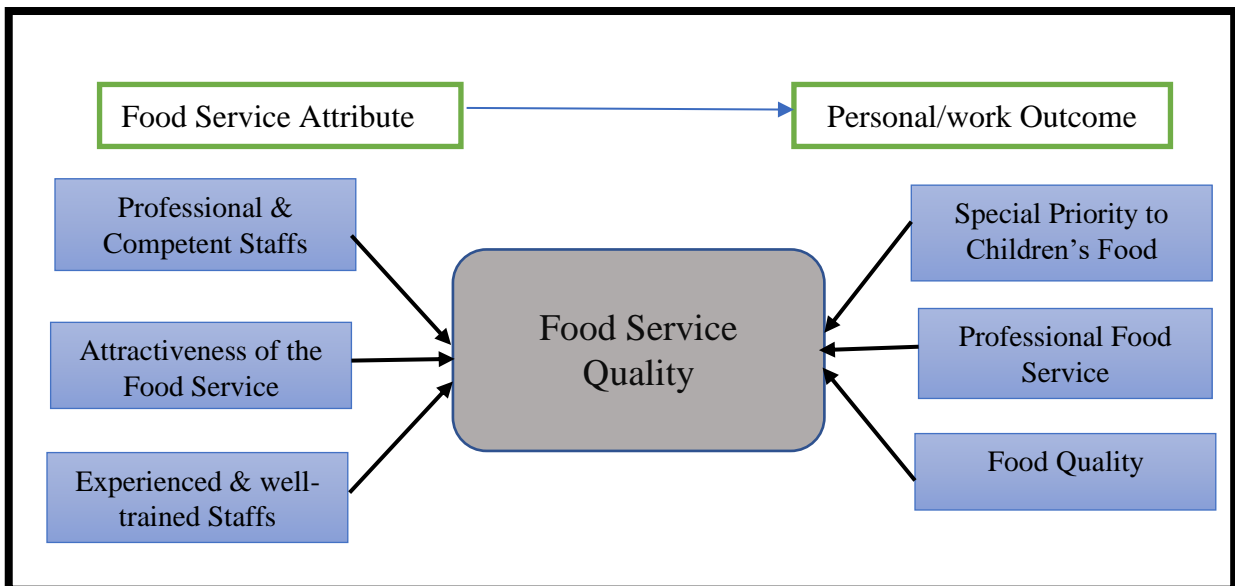 Food Service Attribute
Personal/work Outcome
Professional &
Competent Staffs
Attractiveness of the
Food Service
Experienced & well-
trained Staffs
Food Service
Quality
Special Priority to
Children’s Food
Professional Food
Service
Food Quality